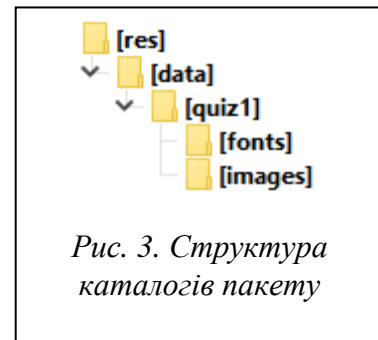 [res]
[data]
[quiz1]
[fonts]
[images]
Рис. 3. Структура
каталогів пакету